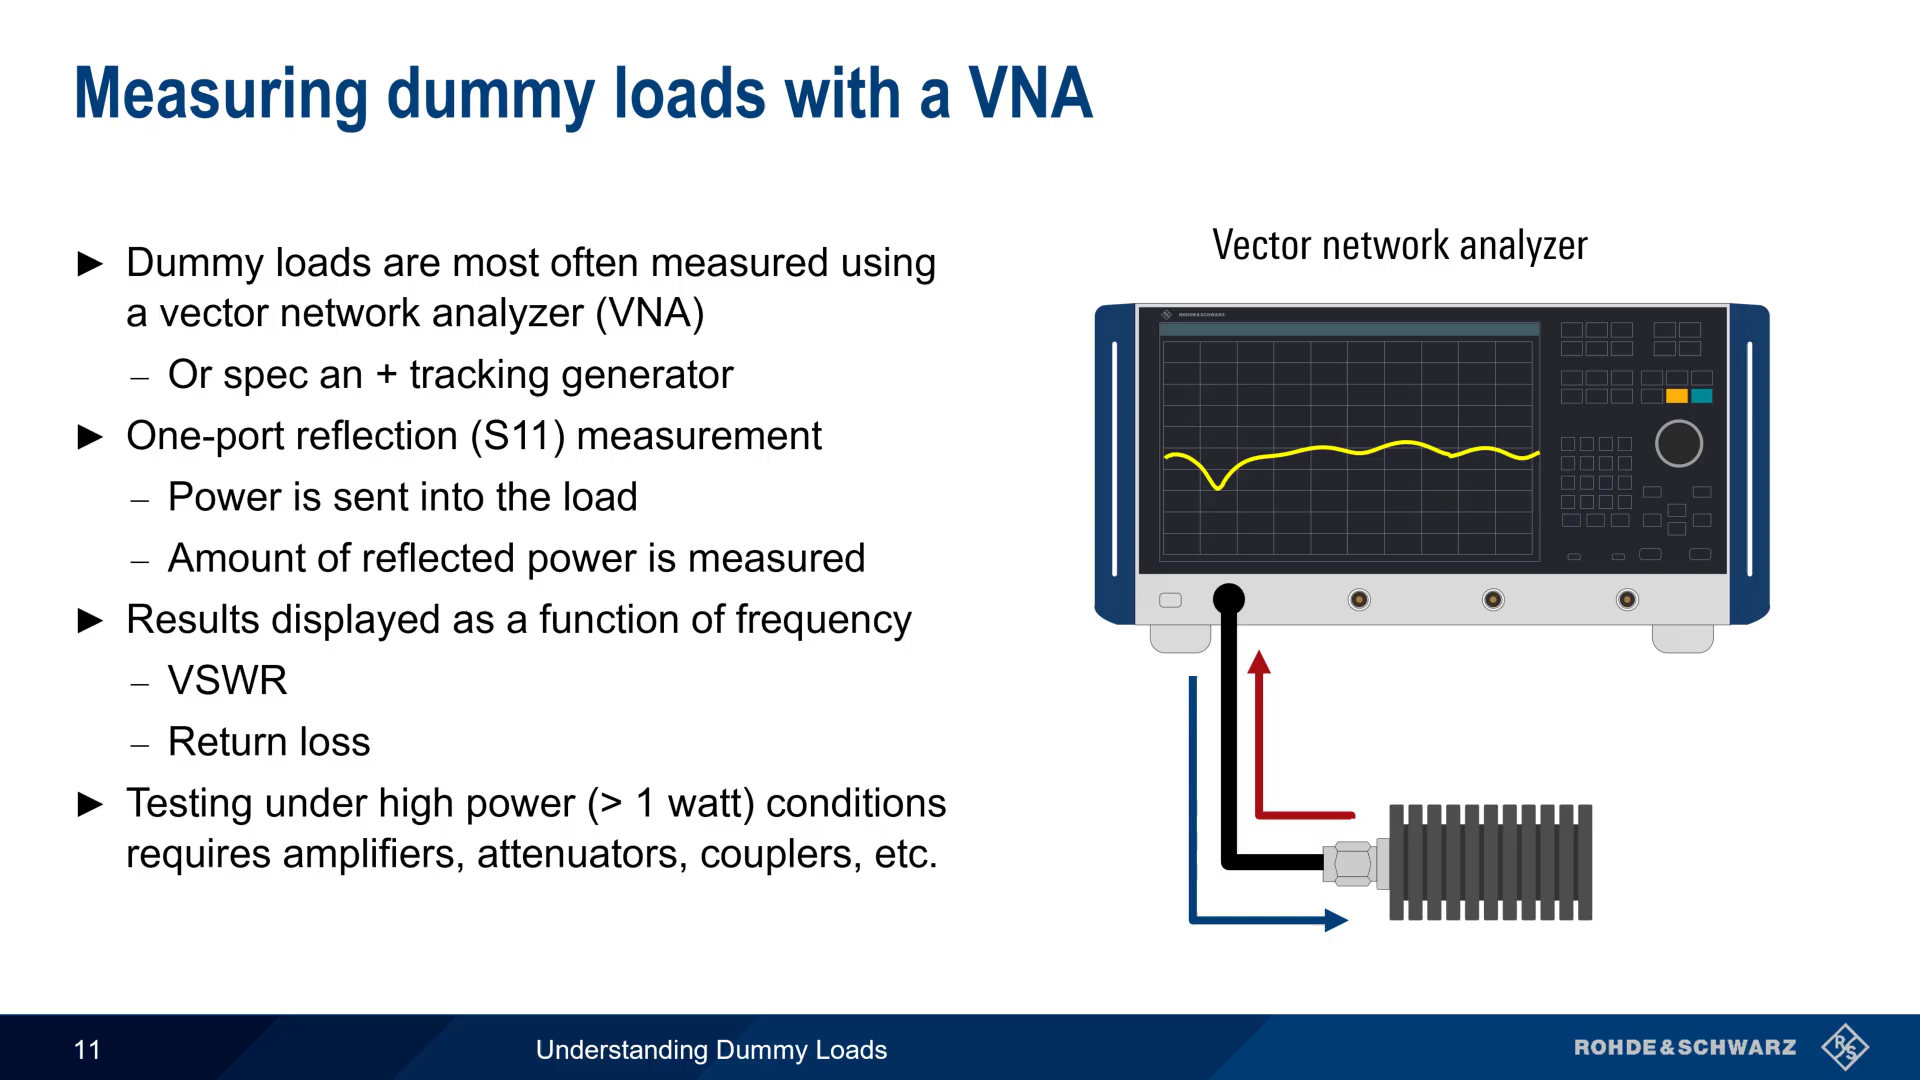 Measuring dummy loads with a VNA
► Dummy loads are most often measured using
a vector network analyzer (VNA)
– Or spec an + tracking generator
► One-port reflection (S11) measurement
– Power is sent into the load
– Amount of reflected power is measured
► Results displayed as a function of frequency
– VSWR
– Return loss
► Testing under high power (> 1 watt) conditions
requires amplifiers, attenuators, couplers, etc.
Vector network analyzer
ROHDE&SCHWARZ
11
Understanding Dummy Loads
ROHDE&SCHWARZ
R
S